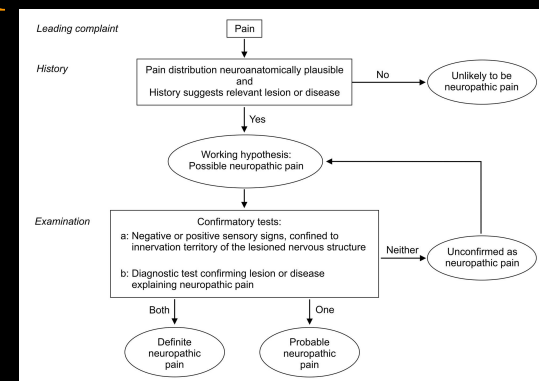 Leading complaint
Pain
History
Pain distribution neuroanatomically plausible
and
History suggests relevant lesion or disease
No
Unlikely to be
neuropathic pain
Yes
Working hypothesis:
Possible neuropathic pain
Examination
Confirmatory tests:
a: Negative or positive sensory signs, confined to
innervation territory of the lesioned nervous structure
b: Diagnostic test confirming lesion or disease
explaining neuropathic pain
Neither
Unconfirmed as
neuropathic pain
Both
One
Definite
neuropathic
pain
Probable
neuropathic
pain